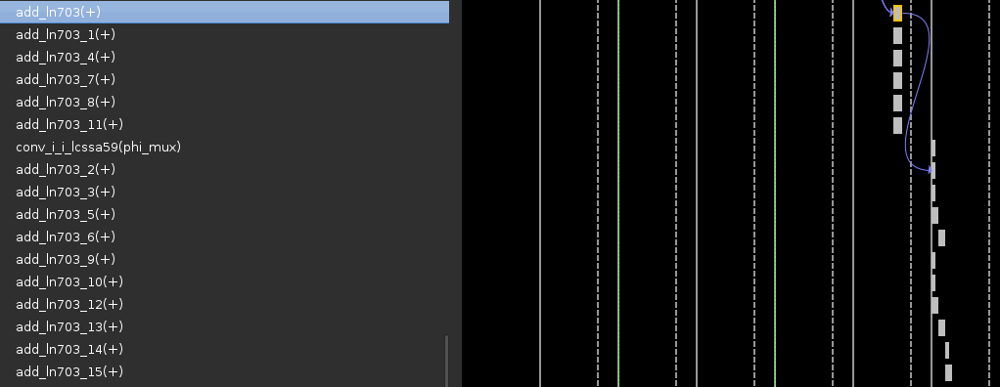 add_ln703(+)
add_ln703_1(+)
add_ln703_4(+)
add_ln703_7(+)
add_ln703_8(+)
add_ln703_11(+)
conv_i_i_lcssa59(phi_mux)
add_ln703_2(+)
add_ln703_3(+)
add_ln703_5(+)
add_ln703_6(+)
add_ln703_9(+)
add_ln703_10(+)
add_ln703_12(+)
add_ln703_13(+)
add_ln703_14(+)
add_ln703_15(+)